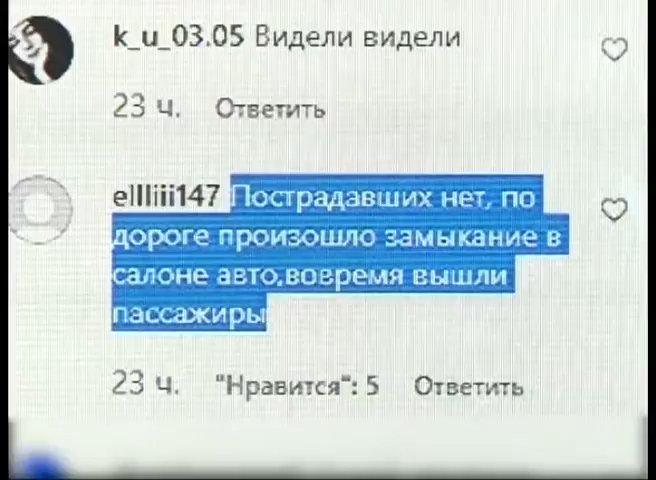 k_u_03.05 Видели видели
23 ч. Ответить
ellliii147 Пострадавших нет, по
дороге произошло замыкание в
салоне авто,вовремя вышли
пассажиры
23 ч. "Нравится": 5 Ответить